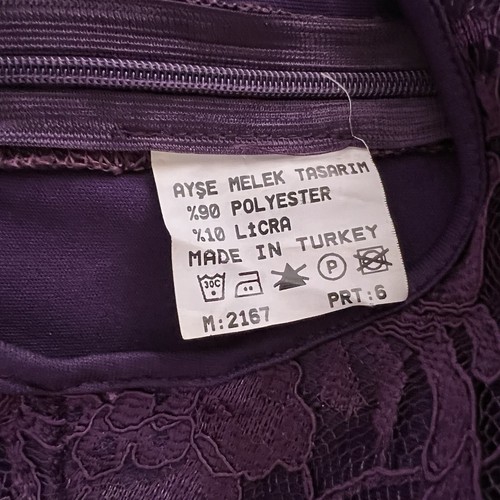 AYŞE MELEK TASARIM
%90 POLYESTER
%10 LİCRA
MADE IN TURKEY
30C P
M:2167 PRT:6